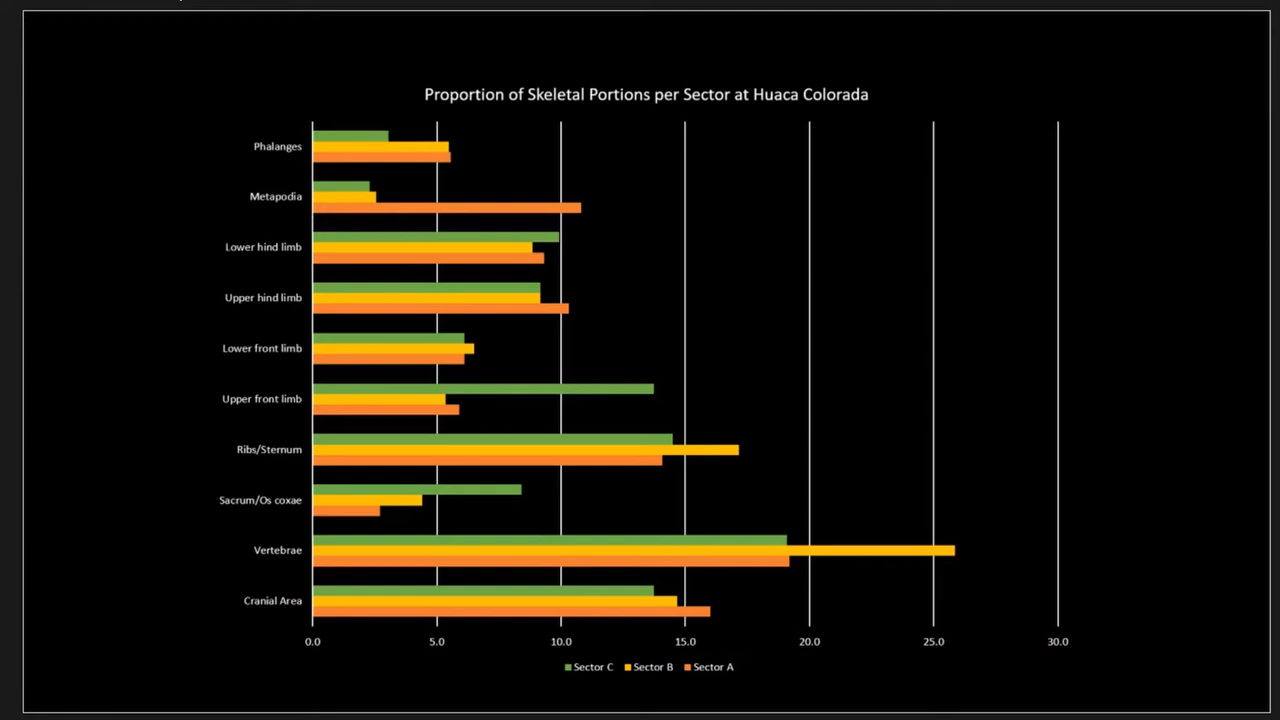 Proportion of Skeletal Portions per Sector at Huaca Colorada
Phalanges
Metapodia
Lower hind limb
Upper hind limb
Lower front limb
Upper front limb
Ribs/Sternum
Sacrum/Os coxae
Vertebrae
Cranial Area
0.0 5.0 10.0 15.0 20.0 25.0 30.0
Sector C Sector B Sector A